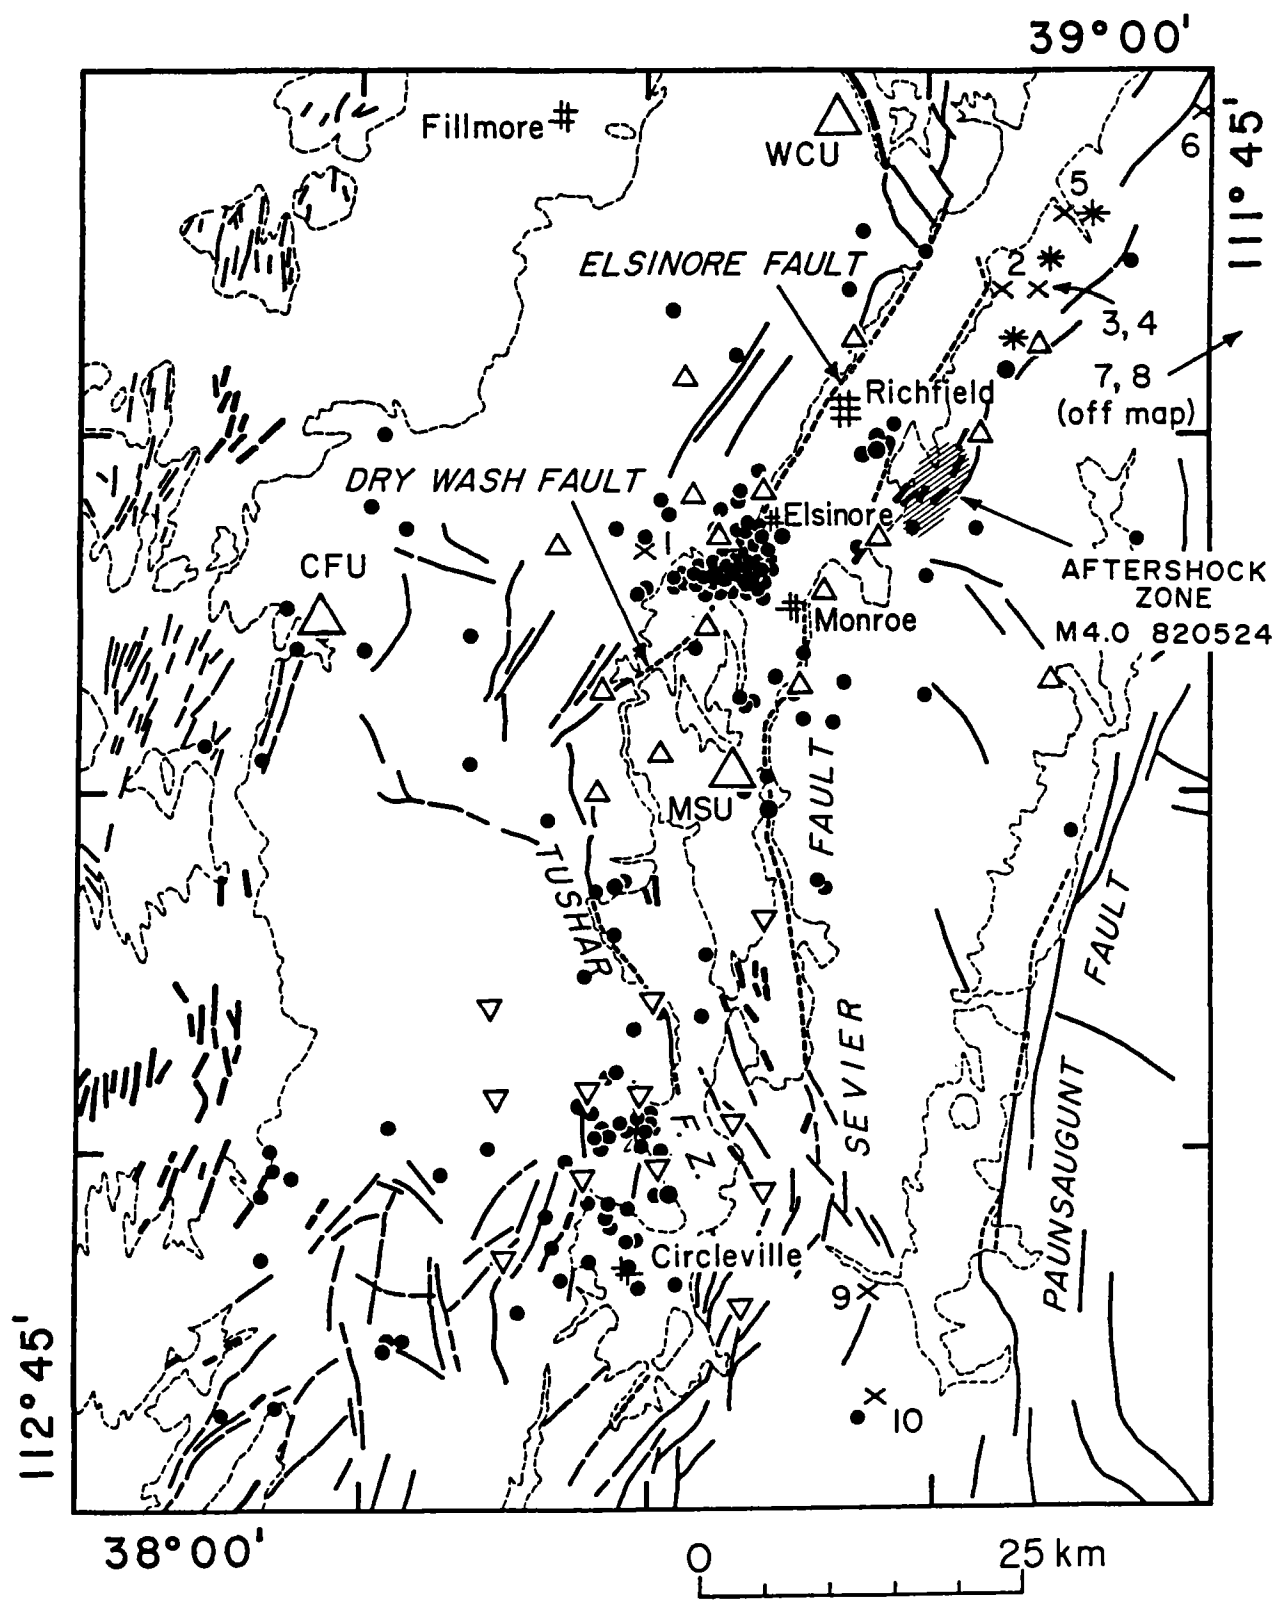 39°00'
111°45'
Fillmore
WCU
6
5
ELSINORE FAULT
2
3,4
7,8
(off map)
Richfield
DRY WASH FAULT
Elsinore
1
CFU
AFTERSHOCK
ZONE
M4.0 820524
Monroe
MSU
TUSHAR
F. Z.
SEVIER FAULT
PAUNSAUGUNT FAULT
Circleville
9
10
112°45'
38°00'
0 25 km